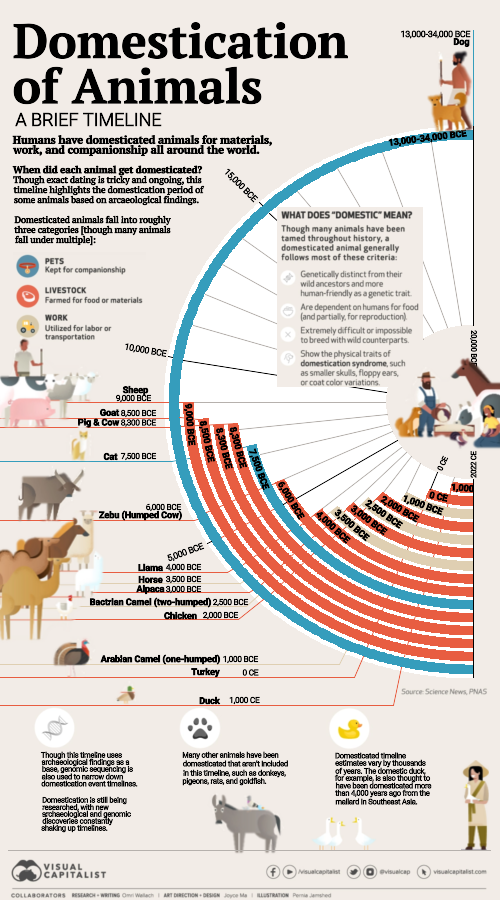 Domestication
of Animals
A BRIEF TIMELINE
Humans have domesticated animals for materials,
work, and companionship all around the world.
When did each animal get domesticated?
Though exact dating is tricky and ongoing, this
timeline highlights the domestication period of
some animals based on arcaeological findings.
Domesticated animals fall into roughly
three categories [though many animals
fall under multiple]:
PETS
Kept for companionship
LIVESTOCK
Farmed for food or materials
WORK
Utilized for labor or
transportation
13,000-34,000 BCE
Dog
13,000-34,000 BCE
15,000 BCE
WHAT DOES "DOMESTIC" MEAN?
Though many animals have been
tamed throughout history, a
domesticated animal generally
follows most of these criteria:
Genetically distinct from their
wild ancestors and more
human-friendly as a genetic trait.
Are dependent on humans for food
(and partially, for reproduction).
Extremely difficult or impossible
to breed with wild counterparts.
Show the physical traits of
domestication syndrome, such
as smaller skulls, floppy ears,
or coat color variations.
20,000 BCE
10,000 BCE
Sheep
9,000 BCE
Goat 8,500 BCE
Pig & Cow 8,300 BCE
Cat 7,500 BCE
6,000 BCE
Zebu (Humped Cow)
5,000 BCE
Llama 4,000 BCE
Horse 3,500 BCE
Alpaca 3,000 BCE
Bactrian Camel (two-humped) 2,500 BCE
Chicken 2,000 BCE
Arabian Camel (one-humped) 1,000 BCE
Turkey 0 CE
Duck 1,000 CE
9,000 BCE
8,500 BCE
8,300 BCE
8,300 BCE
7,500 BCE
6,000 BCE
4,000 BCE
3,500 BCE
3,000 BCE
2,500 BCE
2,000 BCE
1,000 BCE
0 CE
1,000
0 CE
2022 CE
Source: Science News, PNAS
Though this timeline uses
archaeological findings as a
base, genomic sequencing is
also used to narrow down
domestication event timelines.
Domestication is still being
researched, with new
archaeological and genomic
discoveries constantly
shaking up timelines.
Many other animals have been
domesticated that aren't included
in this timeline, such as donkeys,
pigeons, rats, and goldfish.
Domesticated timeline
estimates vary by thousands
of years. The domestic duck,
for example, is also thought to
have been domesticated more
than 4,000 years ago from the
mallard in Southeast Asia.
VISUAL
CAPITALIST
/visualcapitalist
@visualcap
visualcapitalist.com
COLLABORATORS RESEARCH + WRITING Omri Wallach | ART DIRECTION + DESIGN Joyce Ma | ILLUSTRATION Pernia Jamshed